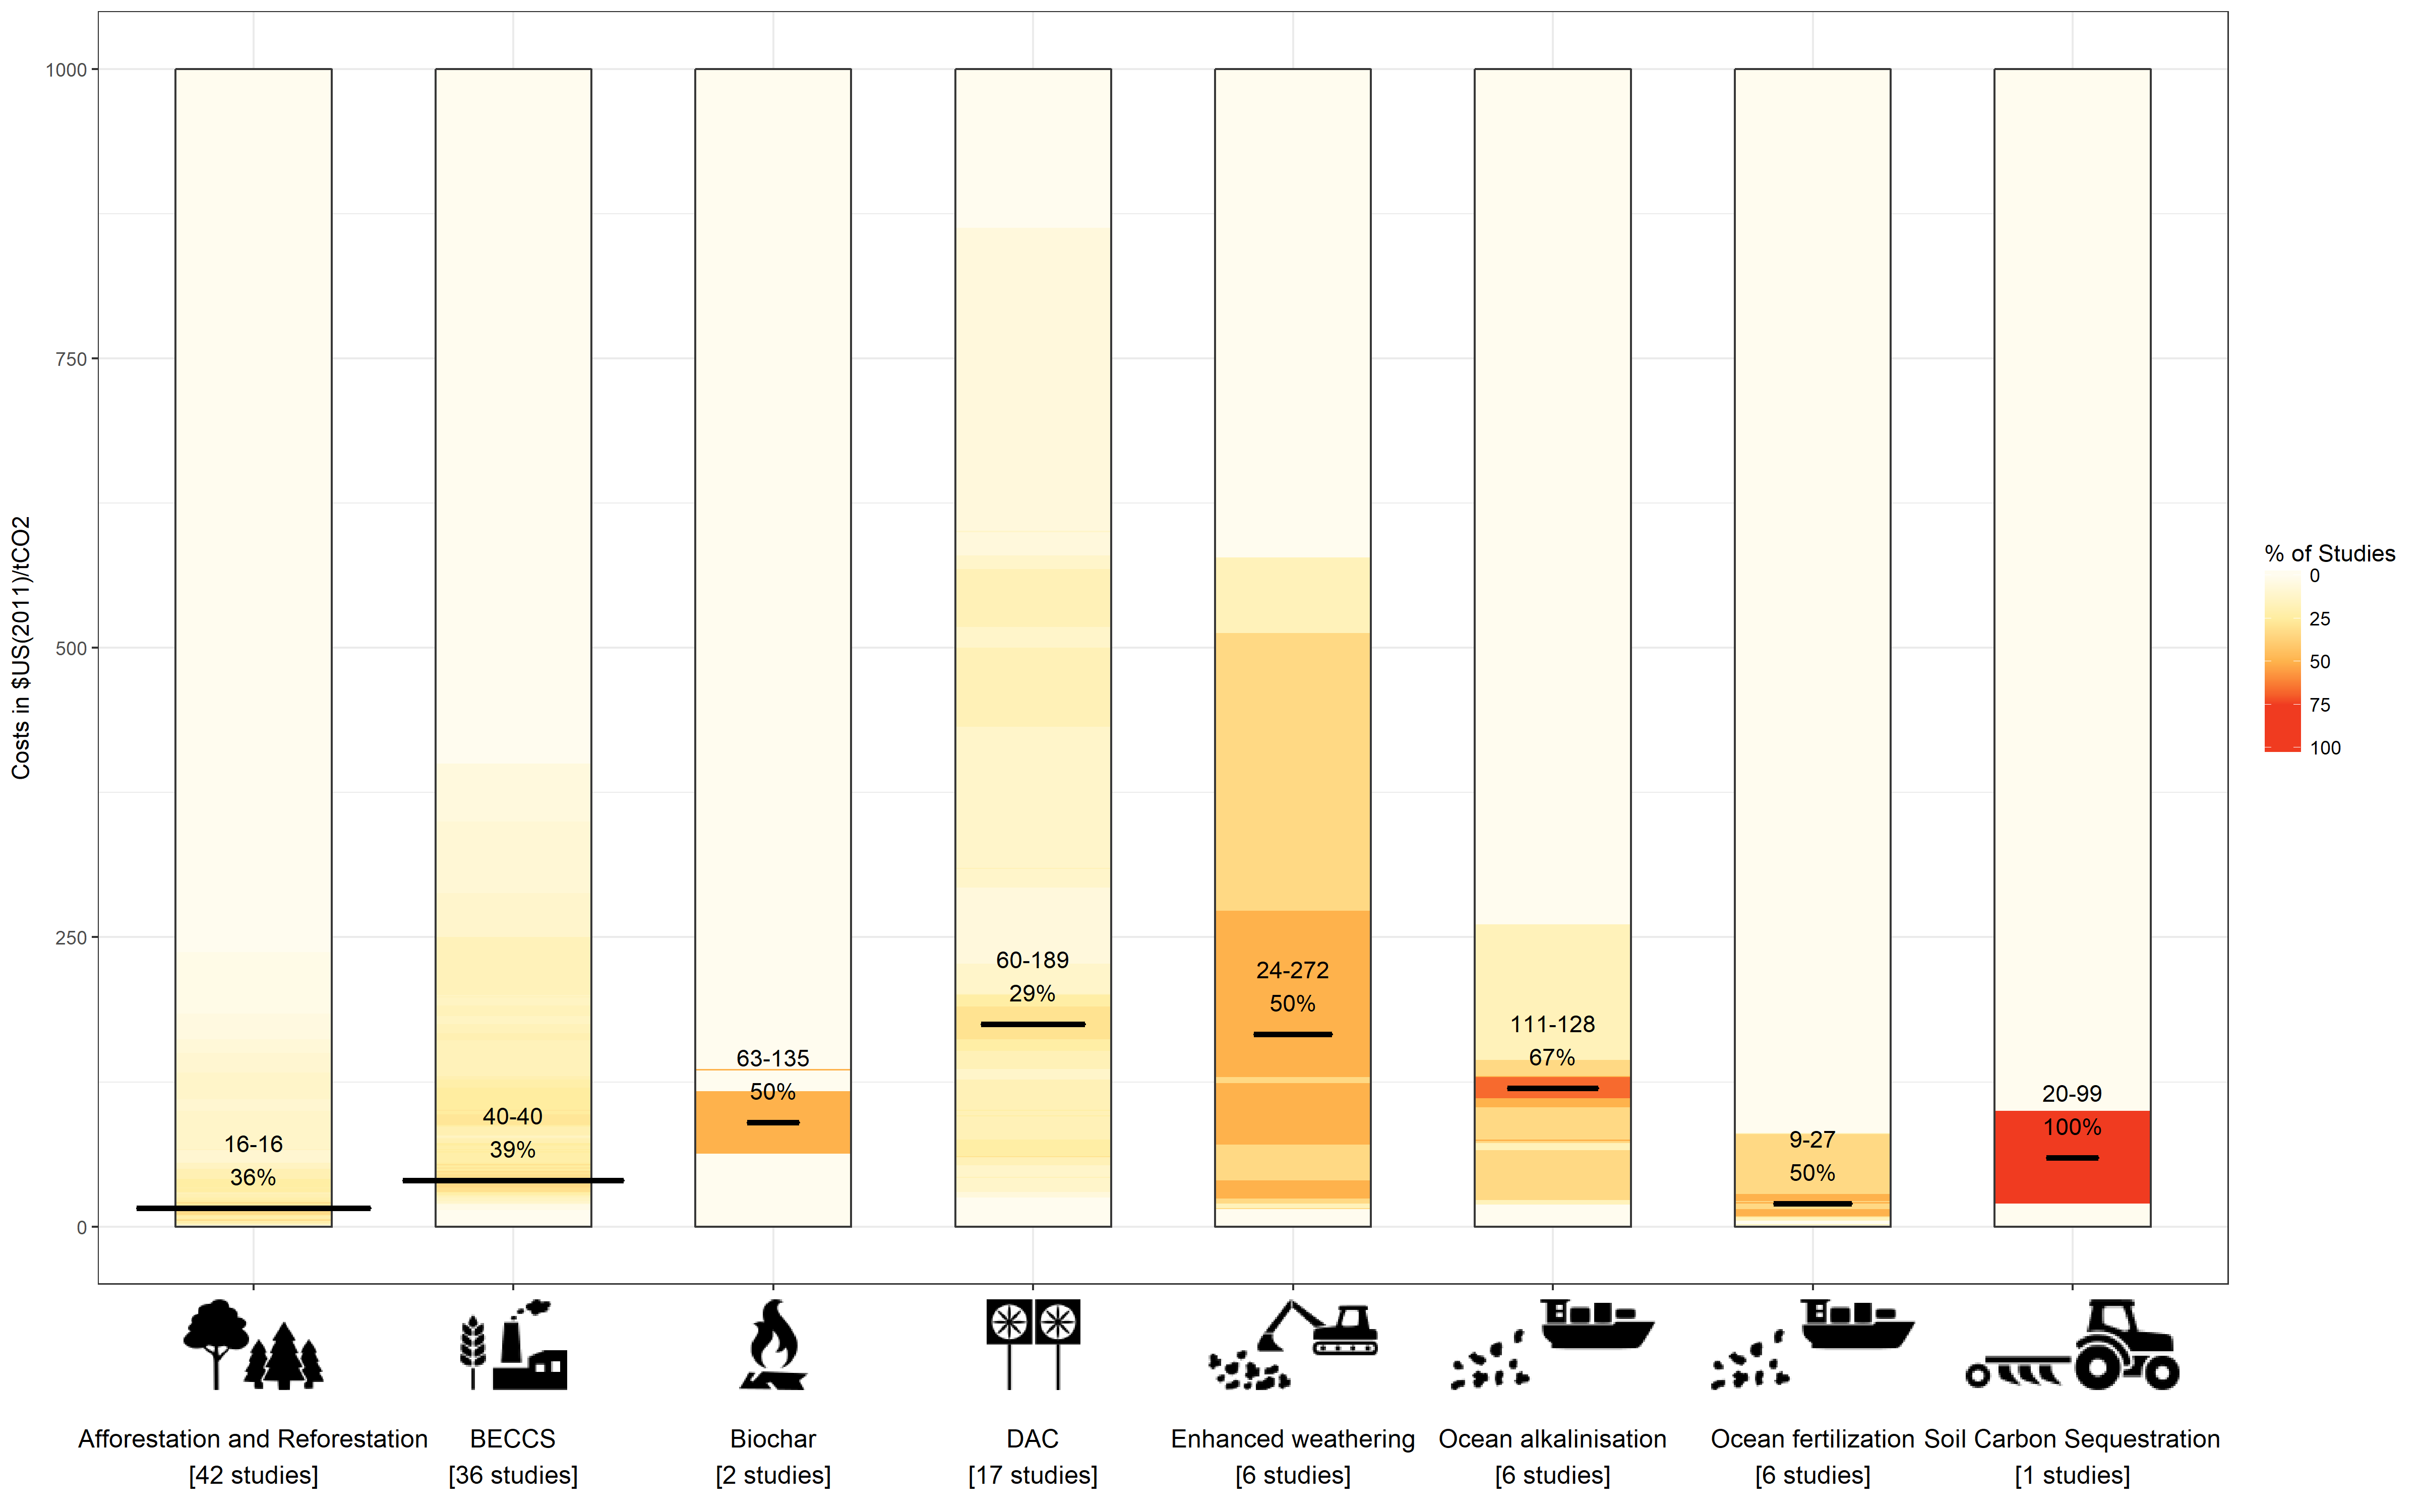 Costs in $US(2011)/tCO2
1000
750
500
250
0
16-16
36%
40-40
39%
63-135
50%
60-189
29%
24-272
50%
111-128
67%
9-27
50%
20-99
100%
% of Studies
0
25
50
75
100
Afforestation and Reforestation
[42 studies]
BECCS
[36 studies]
Biochar
[2 studies]
DAC
[17 studies]
Enhanced weathering
[6 studies]
Ocean alkalinisation
[6 studies]
Ocean fertilization
[6 studies]
Soil Carbon Sequestration
[1 studies]